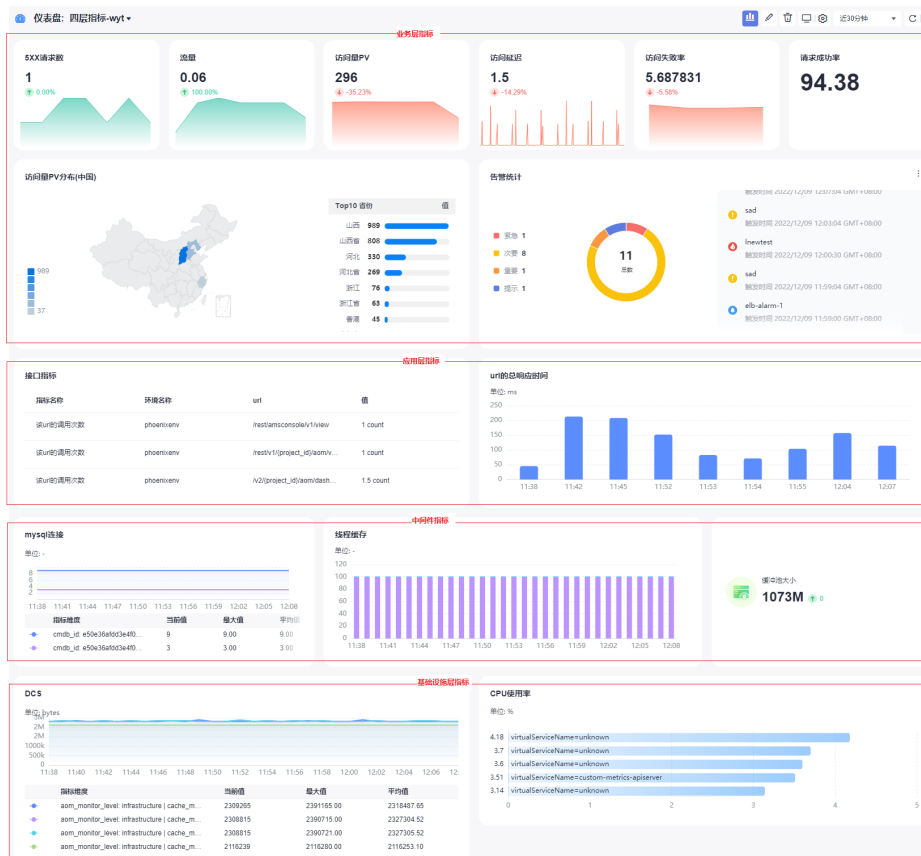 仪表盘: 四层指标-wyt
近30分钟
业务层指标
5XX请求数
1
0.00%
流量
0.06
100.00%
访问量PV
296
-35.23%
访问延迟
1.5
-14.29%
访问失败率
5.687831
-5.58%
请求成功率
94.38
访问量PV分布(中国)
989
37
Top10 省份 值
山西 989
山西省 808
河北 330
河北省 269
浙江 76
浙江省 63
香港 45
告警统计
紧急 1
次要 8
重要 1
提示 1
11
总数
触发时间 2022/12/09 12:07:04 GMT+08:00
sad
触发时间 2022/12/09 12:03:04 GMT+08:00
lnewtest
触发时间 2022/12/09 12:00:30 GMT+08:00
sad
触发时间 2022/12/09 11:59:04 GMT+08:00
elb-alarm-1
触发时间 2022/12/09 11:59:00 GMT+08:00
应用层指标
接口指标
指标名称 环境名称 url 值
该url的调用次数 phoenixenv /rest/amsconsole/v1/view 1 count
该url的调用次数 phoenixenv /rest/v1/{project_id}/aom/v... 1 count
该url的调用次数 phoenixenv /v2/{project_id}/aom/dash... 1.5 count
url的总响应时间
单位: ms
250
200
150
100
50
0
11:38 11:42 11:45 11:52 11:53 11:54 11:55 12:04 12:07
中间件指标
mysql连接
单位: -
8
6
4
2
11:38 11:41 11:44 11:47 11:50 11:53 11:56 11:59 12:02 12:05 12:08
指标维度 当前值 最大值 平均值
cmdb_id: e50e36afdd3e4f0... 9 9.00 9.00
cmdb_id: e50e36afdd3e4f0... 3 3.00 3.00
线程缓存
单位: -
120
100
80
60
40
20
0
11:38 11:41 11:44 11:47 11:50 11:53 11:56 11:59 12:02 12:05 12:08
缓冲池大小
1073M 0
基础设施层指标
DCS
单位: bytes
3M
2M
2M
1000k
500k
0
11:38 11:40 11:42 11:44 11:46 11:48 11:50 11:52 11:54 11:56 11:58 12:00 12:02 12:04 12:06 12:
指标维度 当前值 最大值 平均值
aom_monitor_level: infrastructure | cache_m... 2309265 2391165.00 2318487.65
aom_monitor_level: infrastructure | cache_m... 2308815 2390715.00 2327304.52
aom_monitor_level: infrastructure | cache_m... 2308815 2390721.00 2327305.52
aom_monitor_level: infrastructure | cache_m... 2116239 2116280.00 2116253.10
CPU使用率
单位: %
4.18 virtualServiceName=unknown
3.7 virtualServiceName=unknown
3.6 virtualServiceName=unknown
3.51 virtualServiceName=custom-metrics-apiserver
3.14 virtualServiceName=unknown
0 1 2 3 4 5